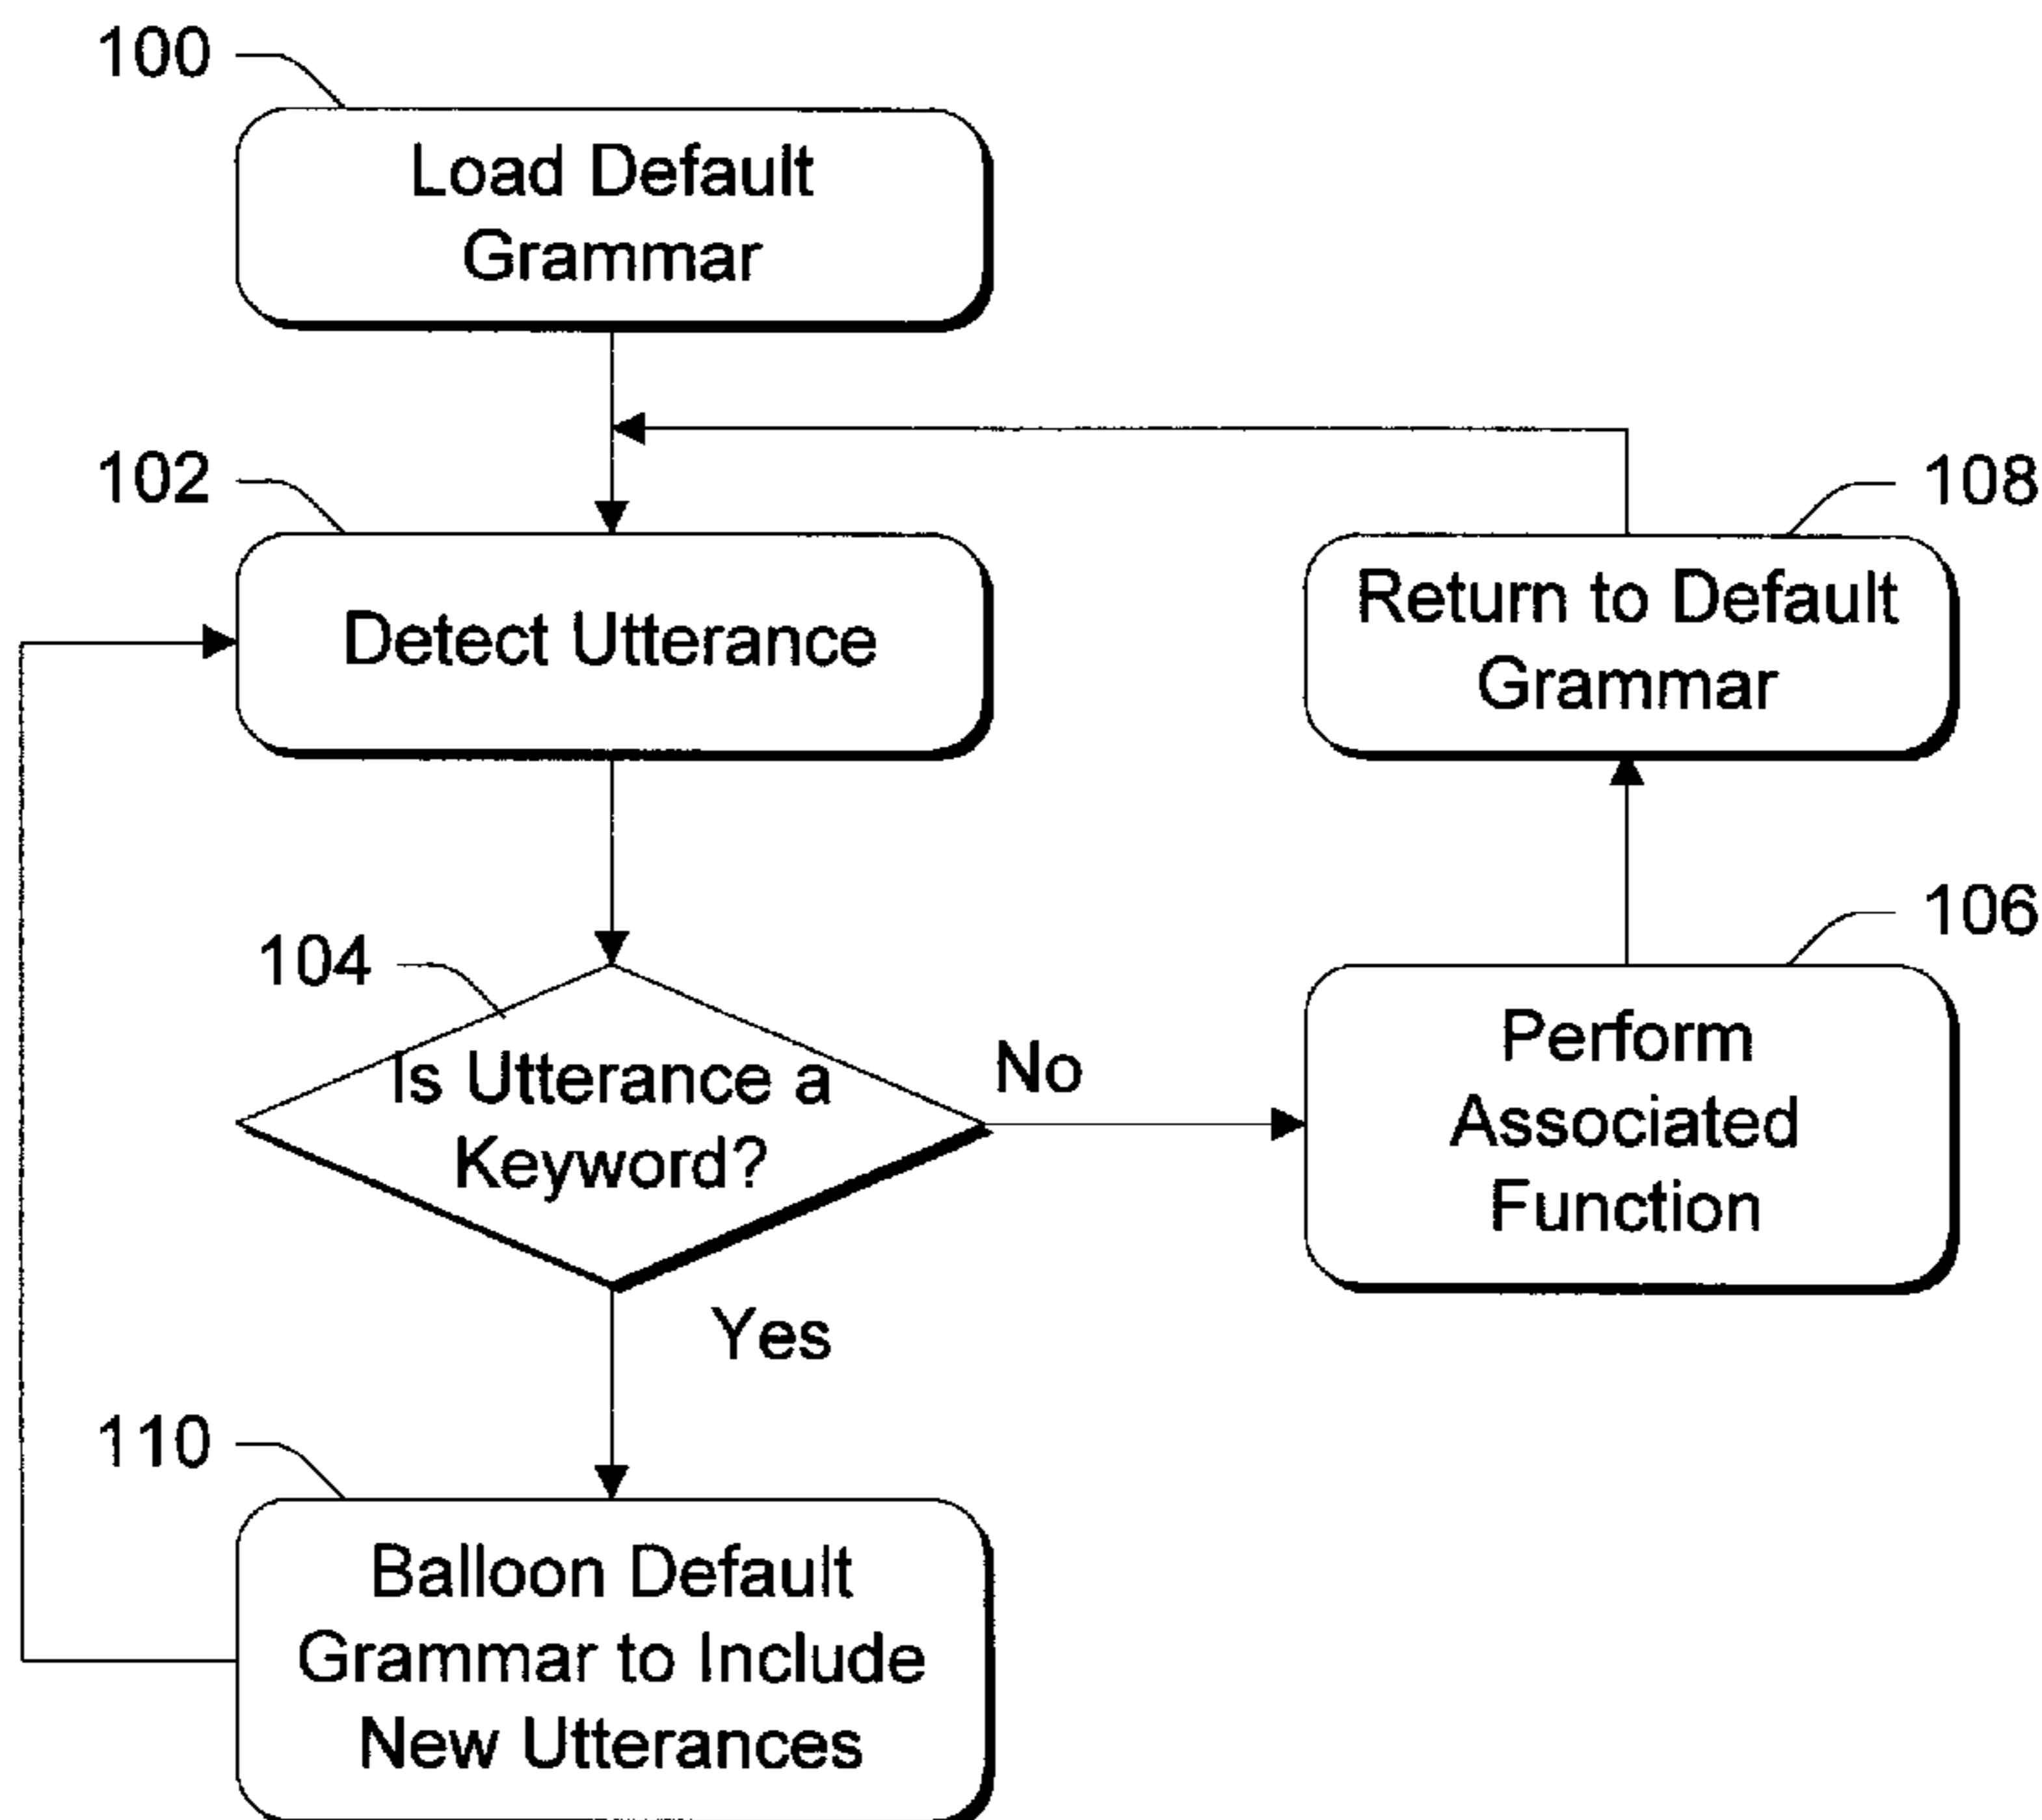 100
Load Default
Grammar
102
Detect Utterance
108
Return to Default
Grammar
104
Is Utterance a
Keyword?
No
106
Perform
Associated
Function
Yes
110
Balloon Default
Grammar to Include
New Utterances